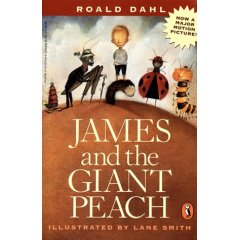 ROALD DAHL
NOW A
MAJOR
MOTION
PICTURE!
JAMES
and the
GIANT
PEACH
ILLUSTRATED BY LANE SMITH